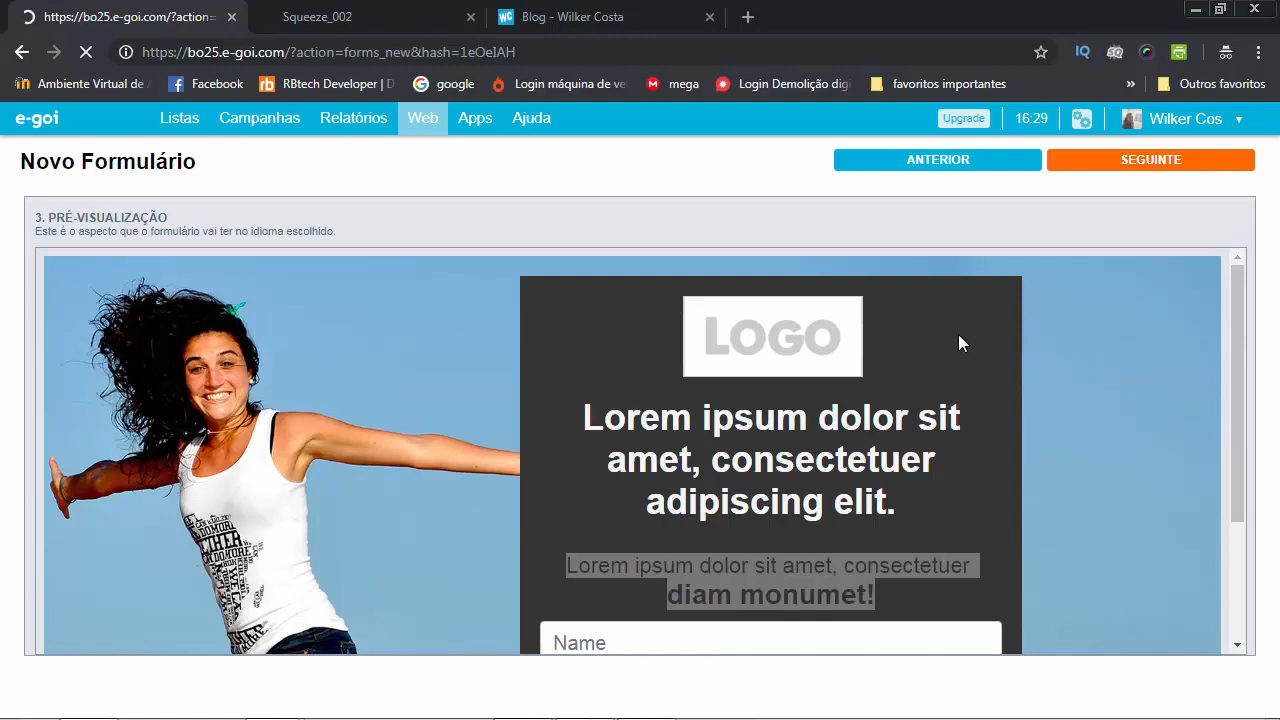 https://bo25.e-goi.com/?action=
Squeeze_002
WC Blog - Wilker Costa
https://bo25.e-goi.com/?action=forms_new&hash=1eOeIAH
IQ
Ambiente Virtual de
Facebook
rb RBtech Developer | D
google
Login máquina de ve
mega
Login Demolição digi
favoritos importantes
»
Outros favoritos
e-goi
Listas
Campanhas
Relatórios
Web
Apps
Ajuda
Upgrade
16:29
Wilker Cos
Novo Formulário
ANTERIOR
SEGUINTE
3. PRÉ-VISUALIZAÇÃO
Este é o aspecto que o formulário vai ter no idioma escolhido.
LOGO
Lorem ipsum dolor sit
amet, consectetuer
adipiscing elit.
Lorem ipsum dolor sit amet, consectetuer
diam monumet!
Name